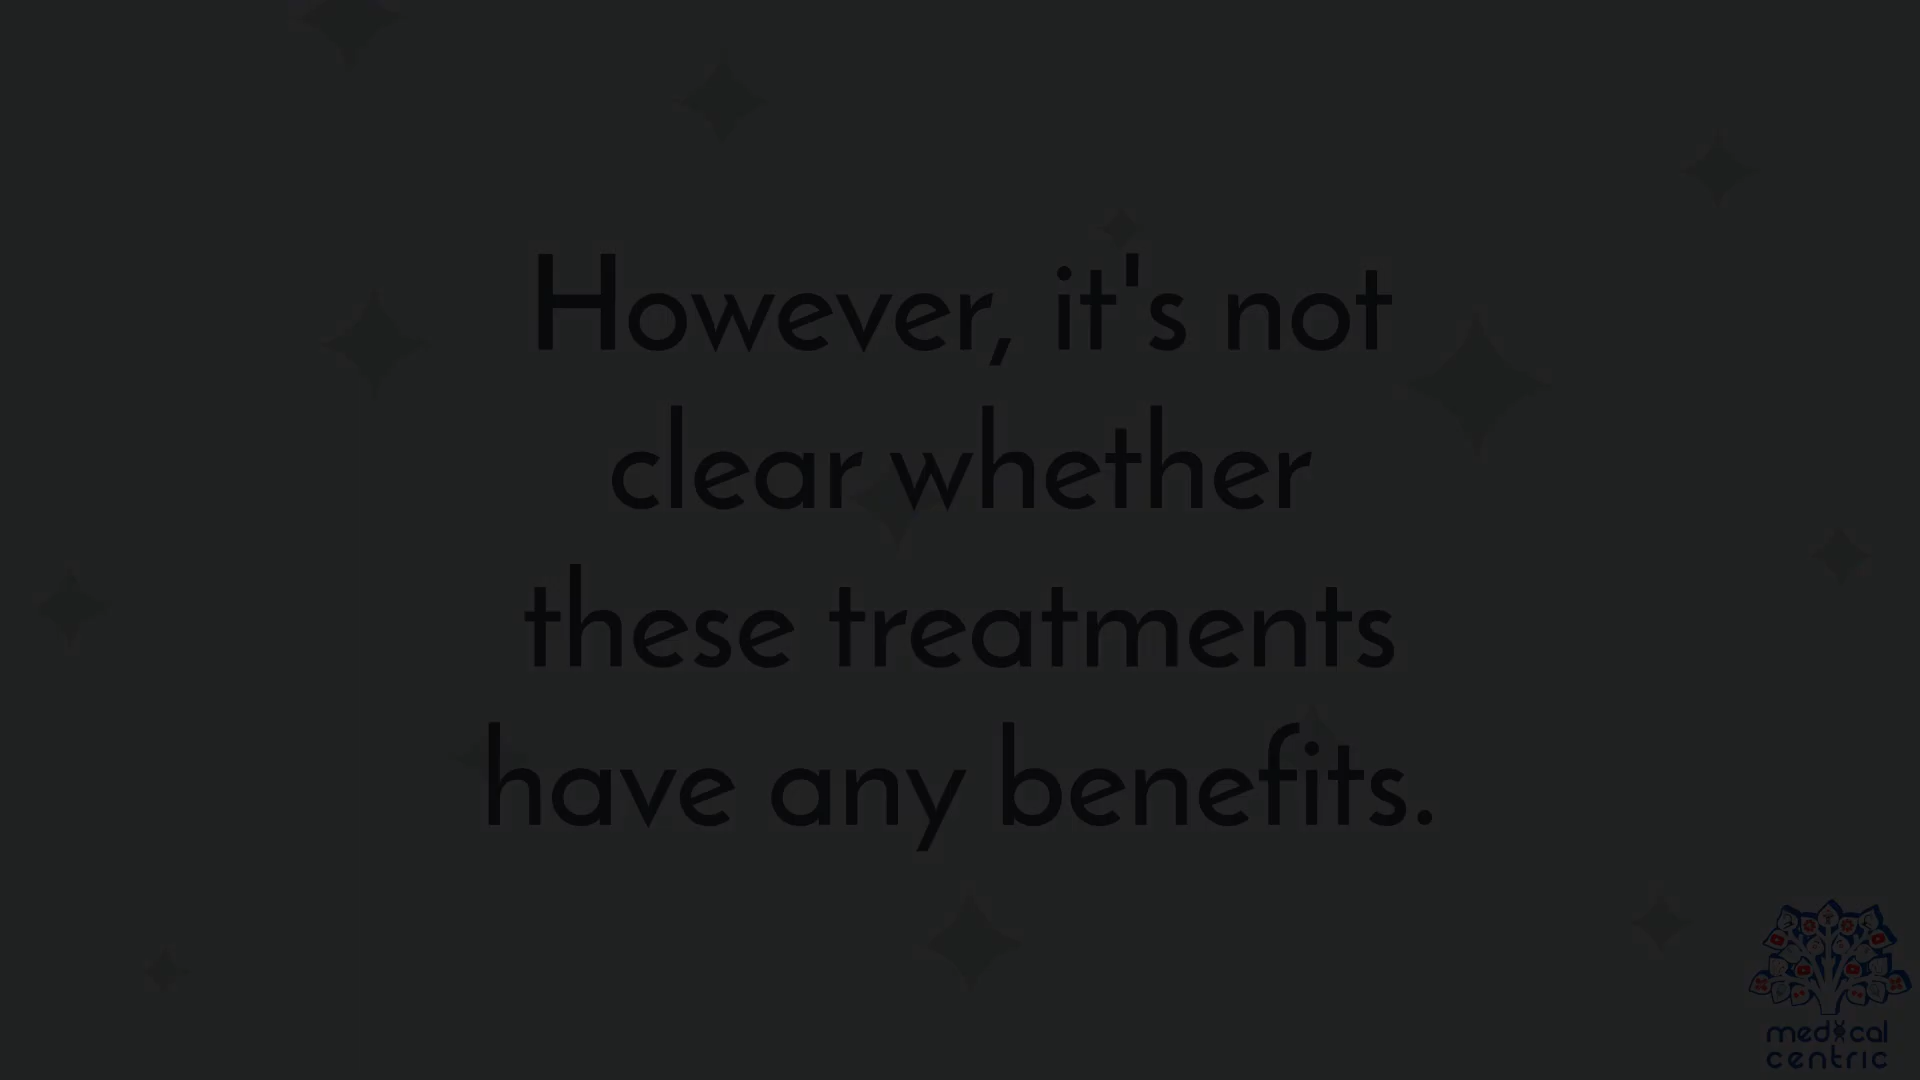 However, it's not
clear whether
these treatments
have any benefits.
medical
centric